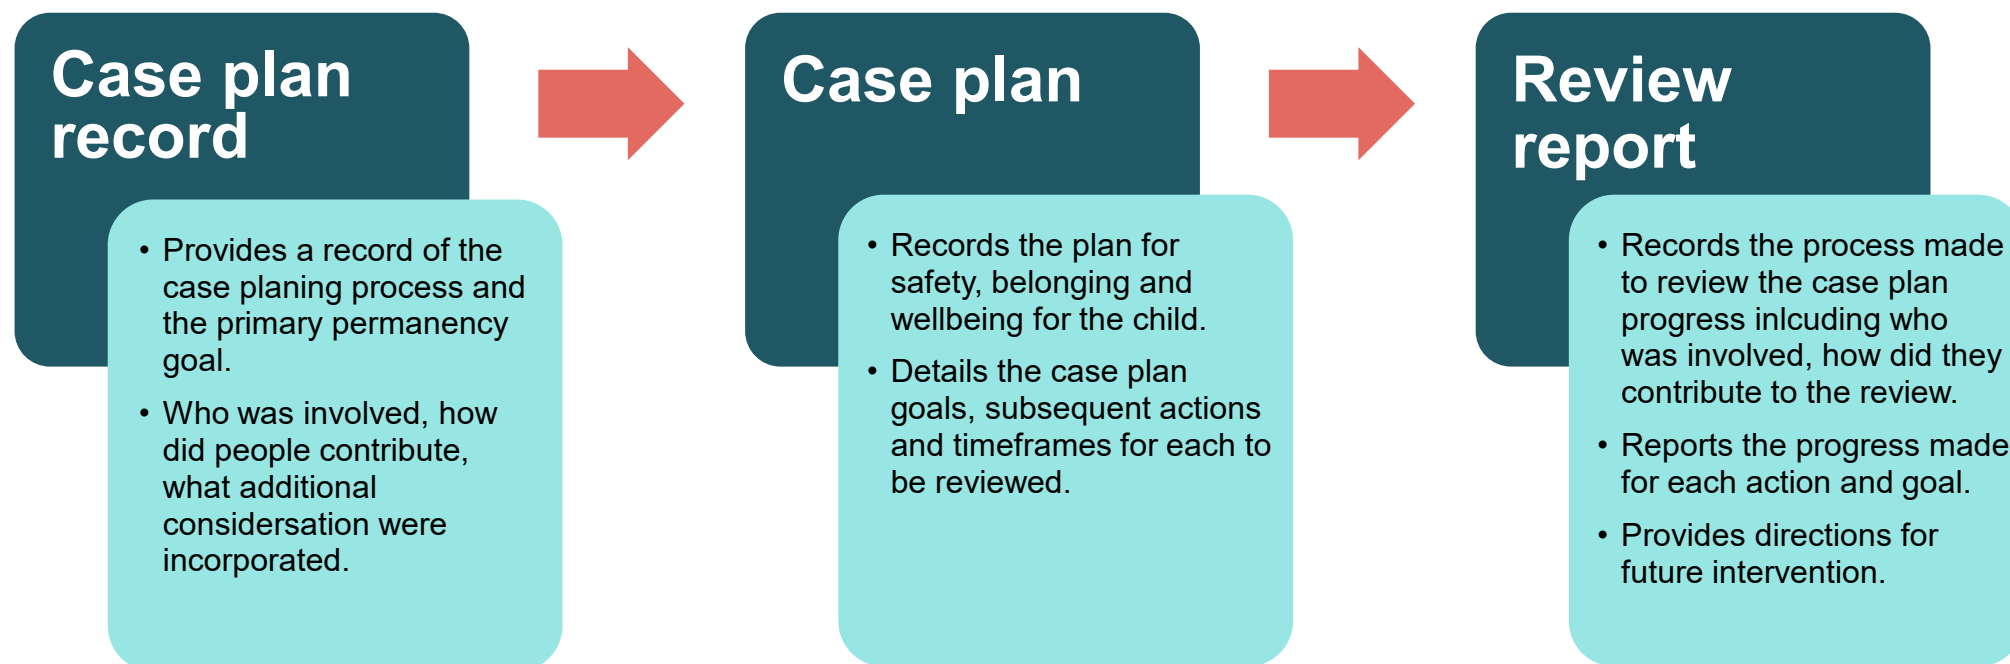 Case plan
record
• Provides a record of the
case planing process and
the primary permanency
goal.
• Who was involved, how
did people contribute,
what additional
considersation were
incorporated.
Case plan
• Records the plan for
safety, belonging and
wellbeing for the child.
• Details the case plan
goals, subsequent actions
and timeframes for each to
be reviewed.
Review
report
• Records the process made
to review the case plan
progress inlcuding who
was involved, how did they
contribute to the review.
• Reports the progress made
for each action and goal.
• Provides directions for
future intervention.